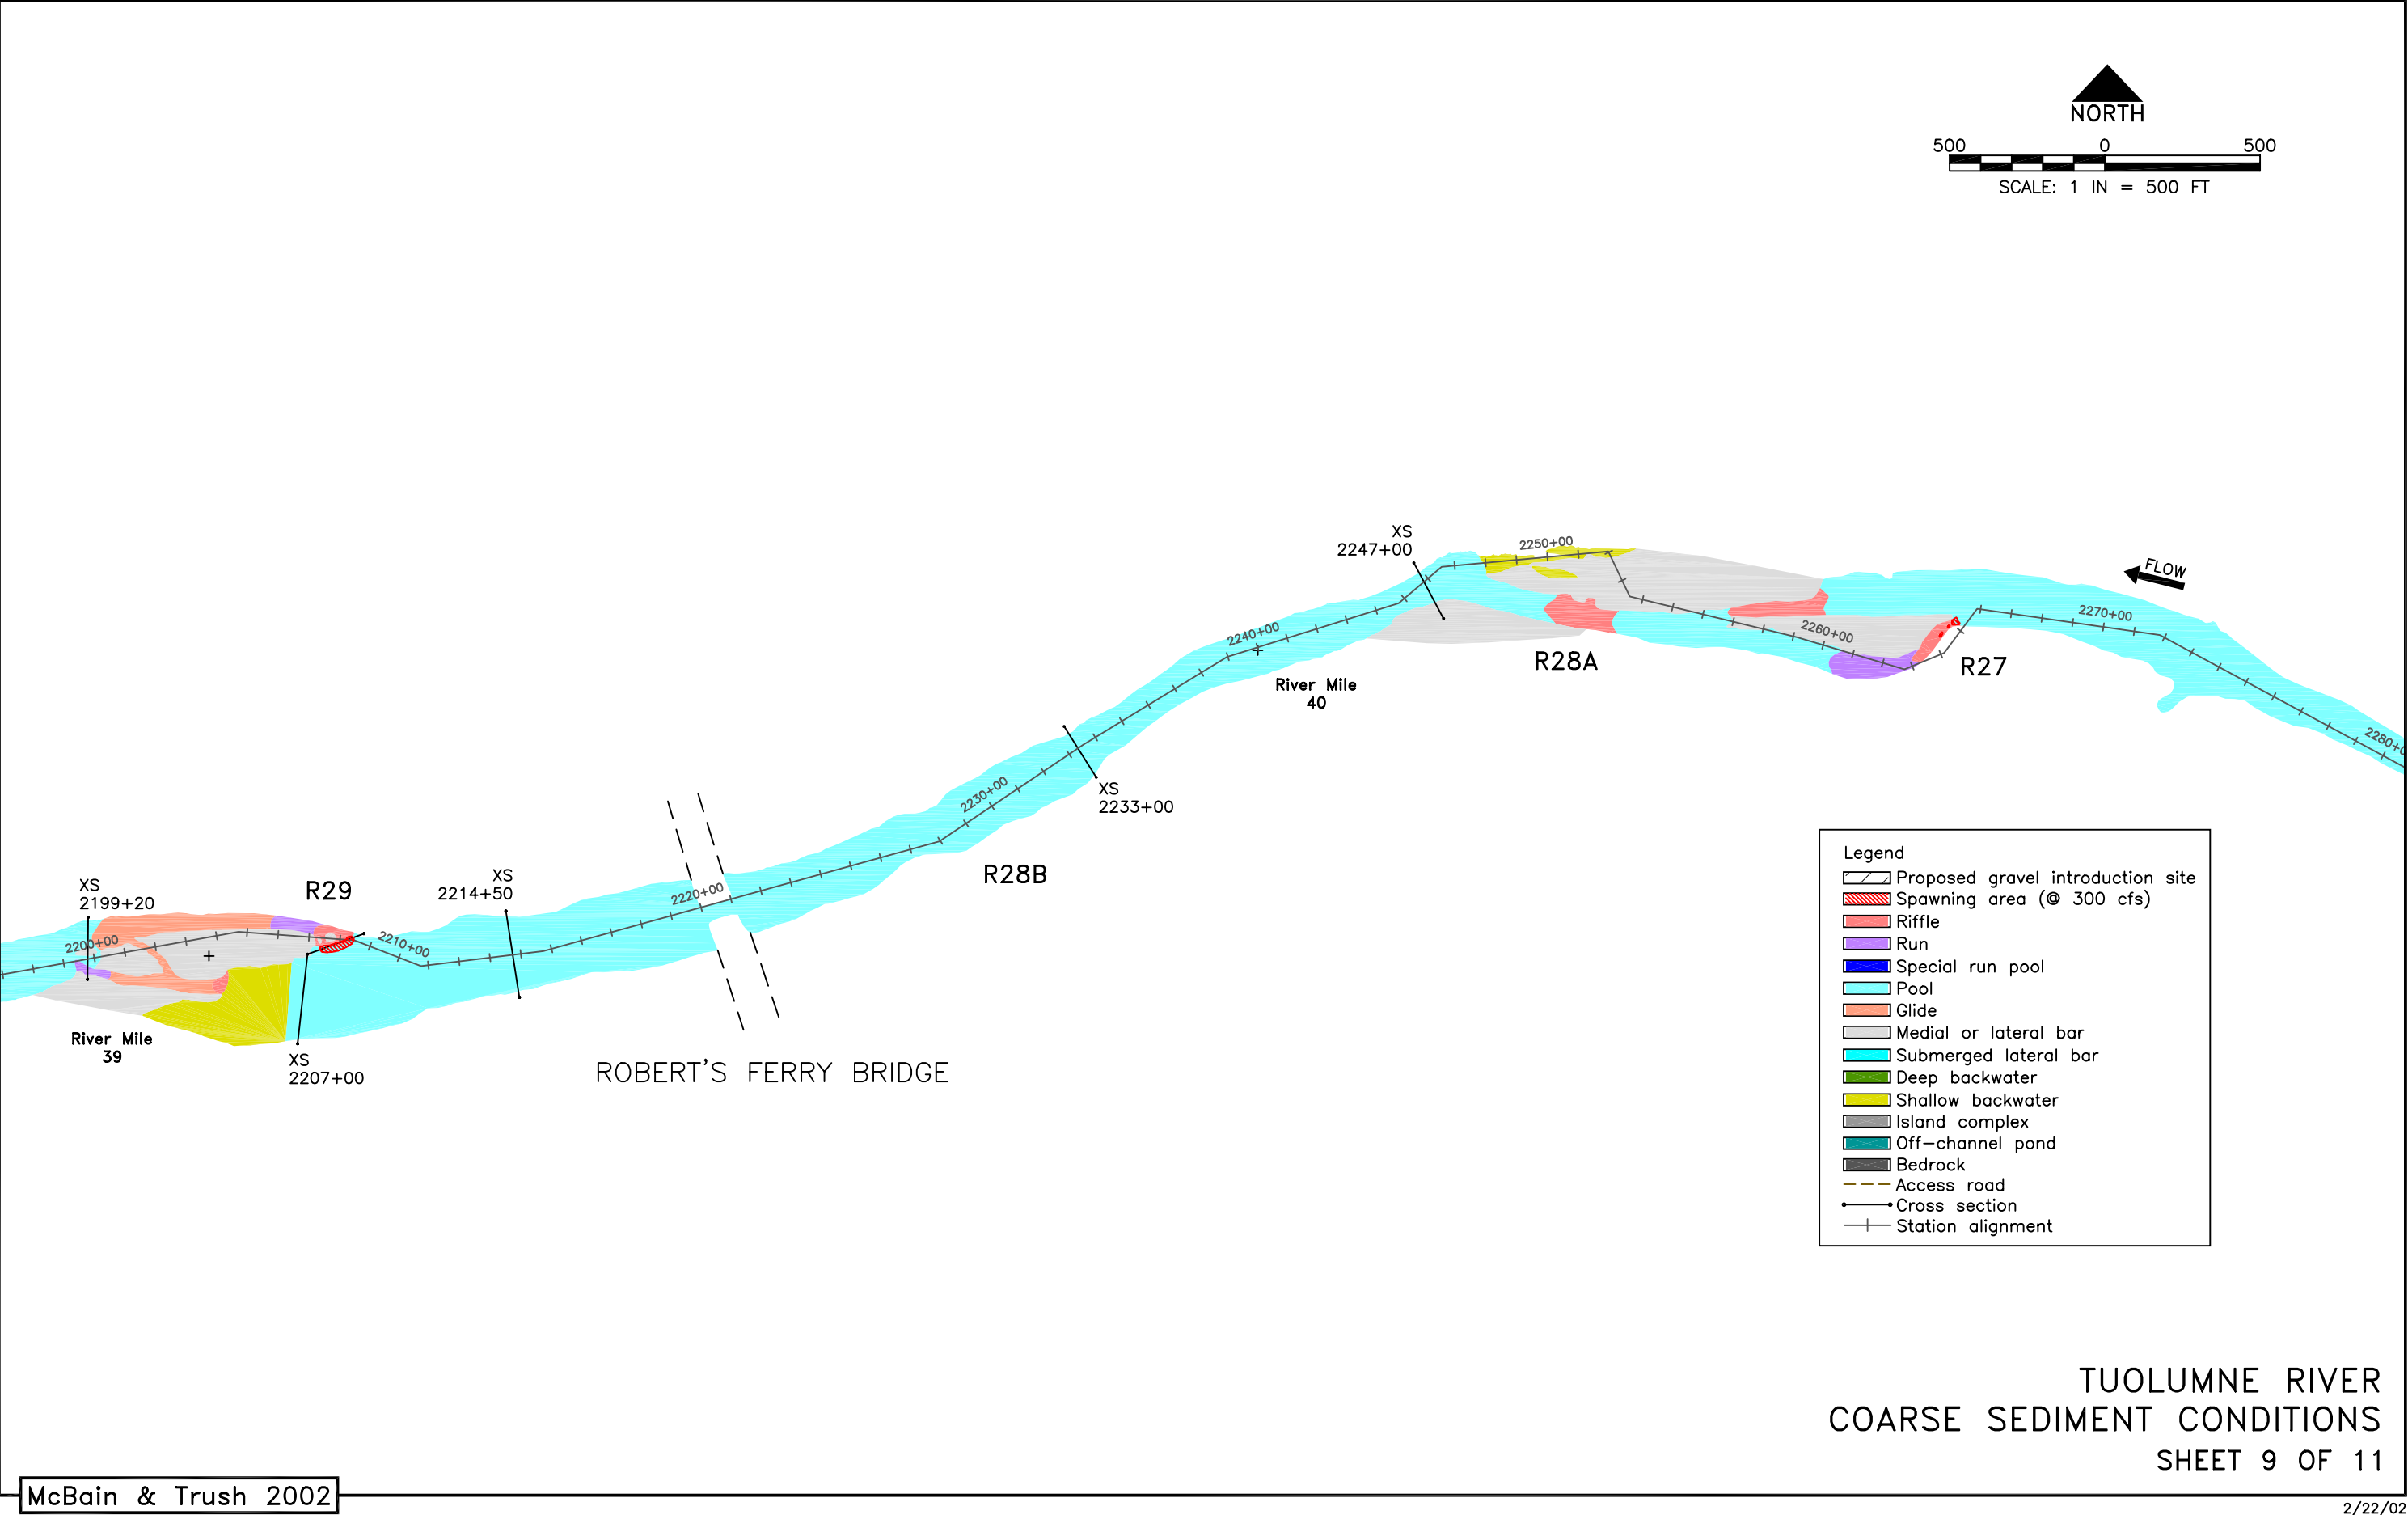 NORTH
500 0 500
SCALE: 1 IN = 500 FT
XS
2247+00
2250+00
FLOW
2270+00
2260+00
2240+00
R28A
R27
River Mile
40
2280+
XS
2233+00
2230+00
R28B
2220+00
XS
2214+50
XS
2199+20
R29
2200+00
2210+00
River Mile
39
XS
2207+00
ROBERT'S FERRY BRIDGE
Legend
Proposed gravel introduction site
Spawning area (@ 300 cfs)
Riffle
Run
Special run pool
Pool
Glide
Medial or lateral bar
Submerged lateral bar
Deep backwater
Shallow backwater
Island complex
Off-channel pond
Bedrock
Access road
Cross section
Station alignment
TUOLUMNE RIVER
COARSE SEDIMENT CONDITIONS
SHEET 9 OF 11
McBain & Trush 2002
2/22/02